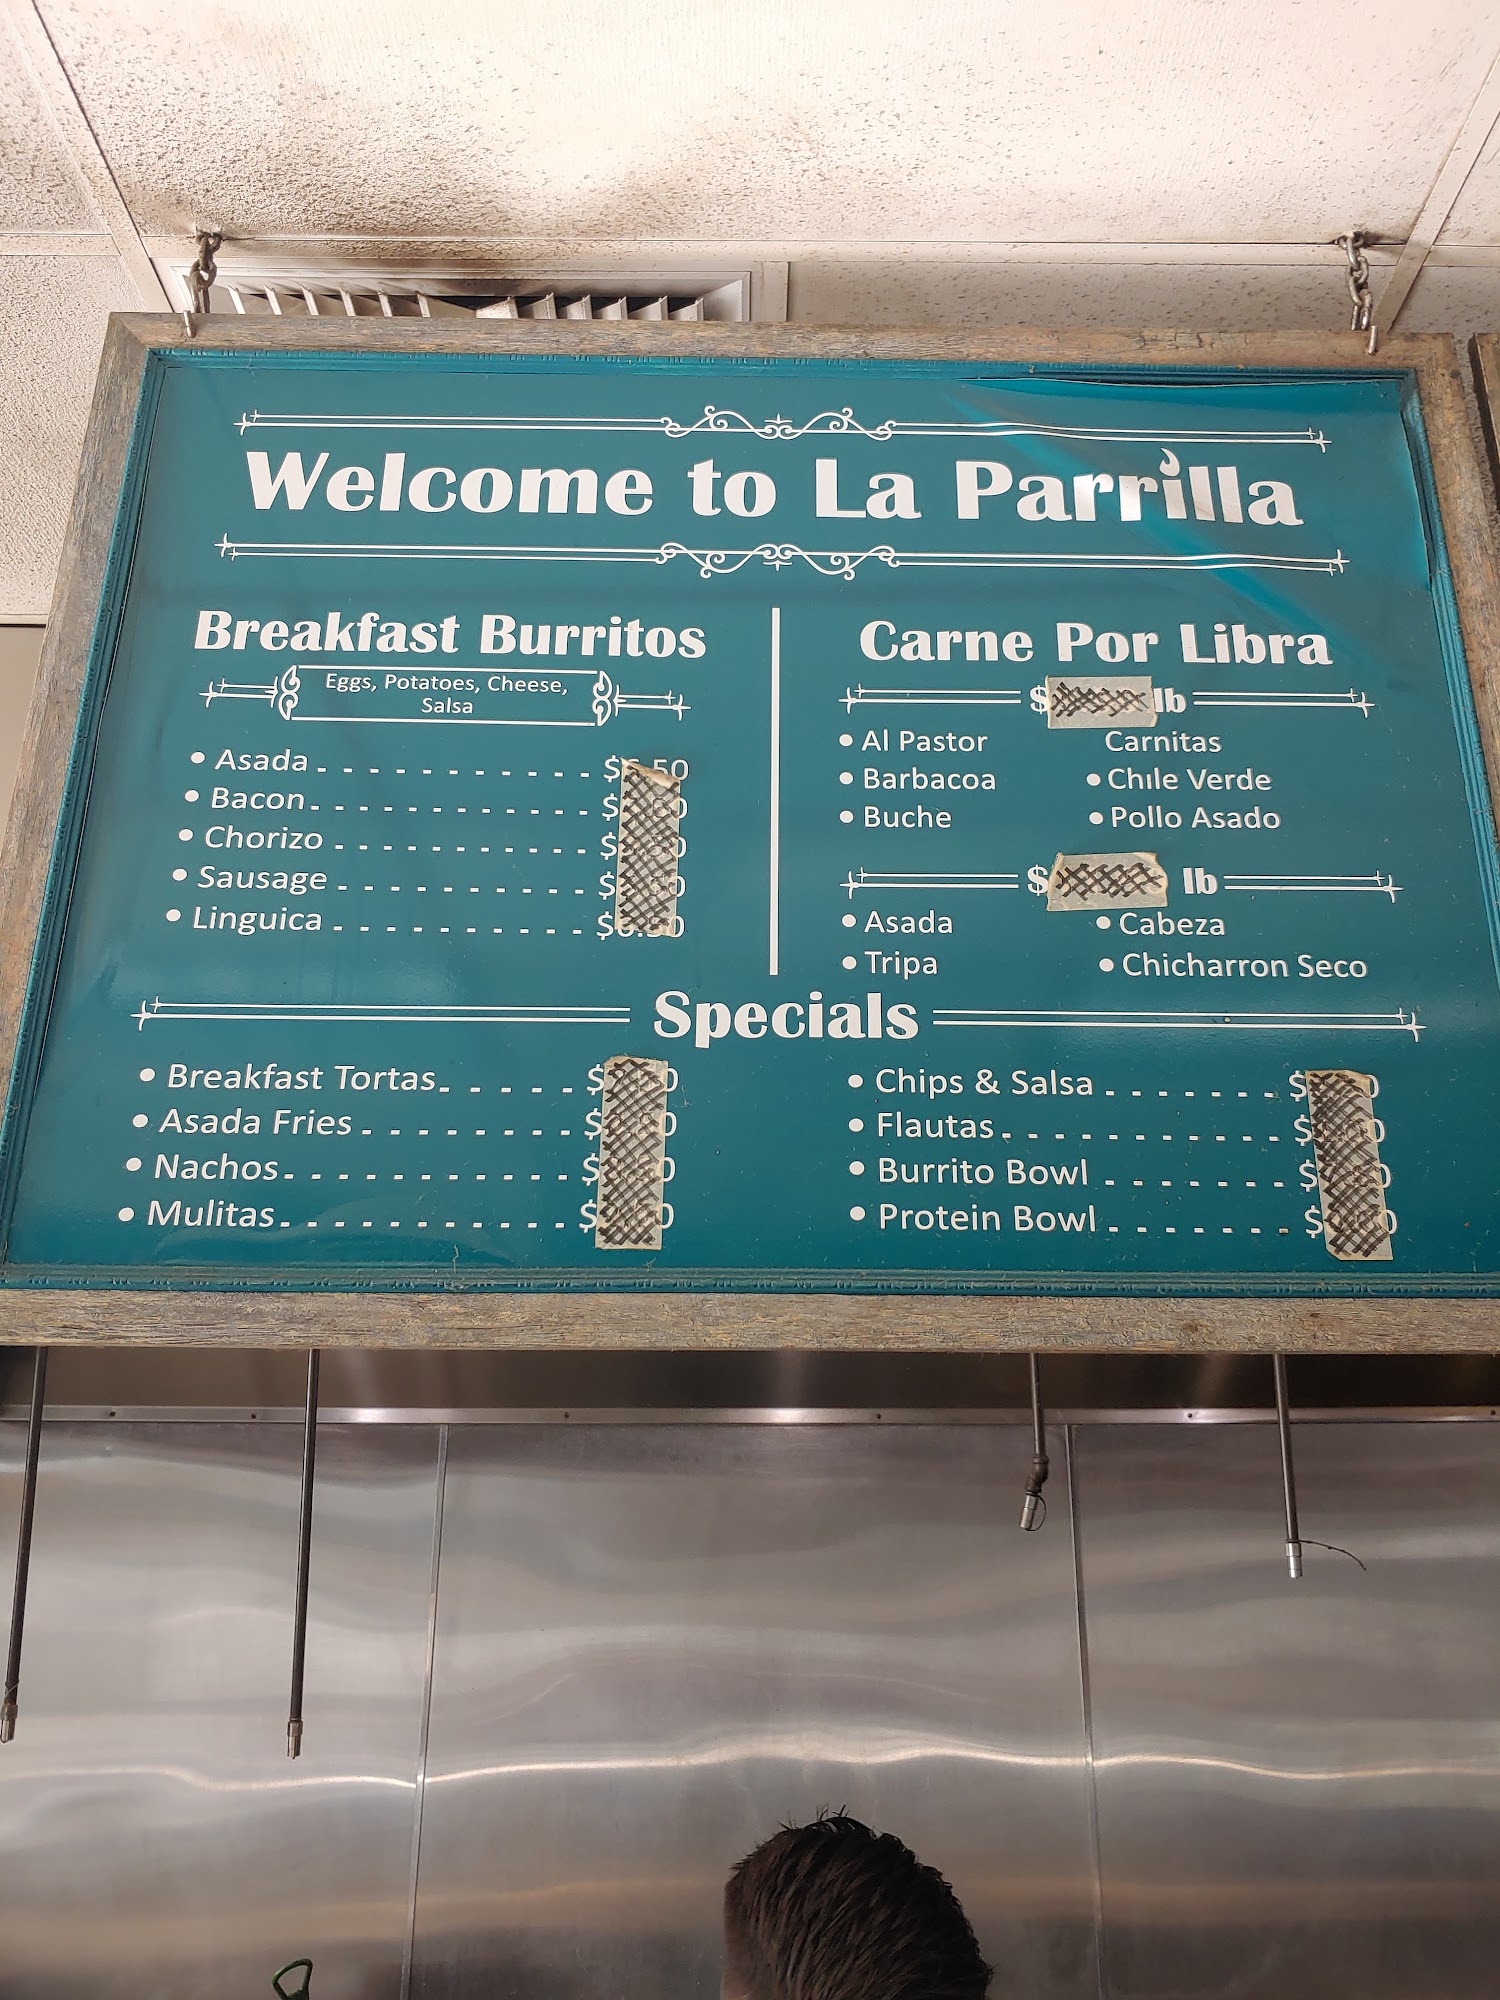 Welcome to La Parrilla
Breakfast Burritos
Eggs, Potatoes, Cheese,
Salsa
• Asada
• Bacon
• Chorizo
• Sausage
• Linguica
Carne Por Libra
$ lb
• Al Pastor
Carnitas
• Barbacoa
• Chile Verde
• Buche
• Pollo Asado
$ lb
• Asada
• Cabeza
• Tripa
• Chicharron Seco
Specials
• Breakfast Tortas
• Asada Fries
• Nachos
• Mulitas
• Chips & Salsa
• Flautas
• Burrito Bowl
• Protein Bowl